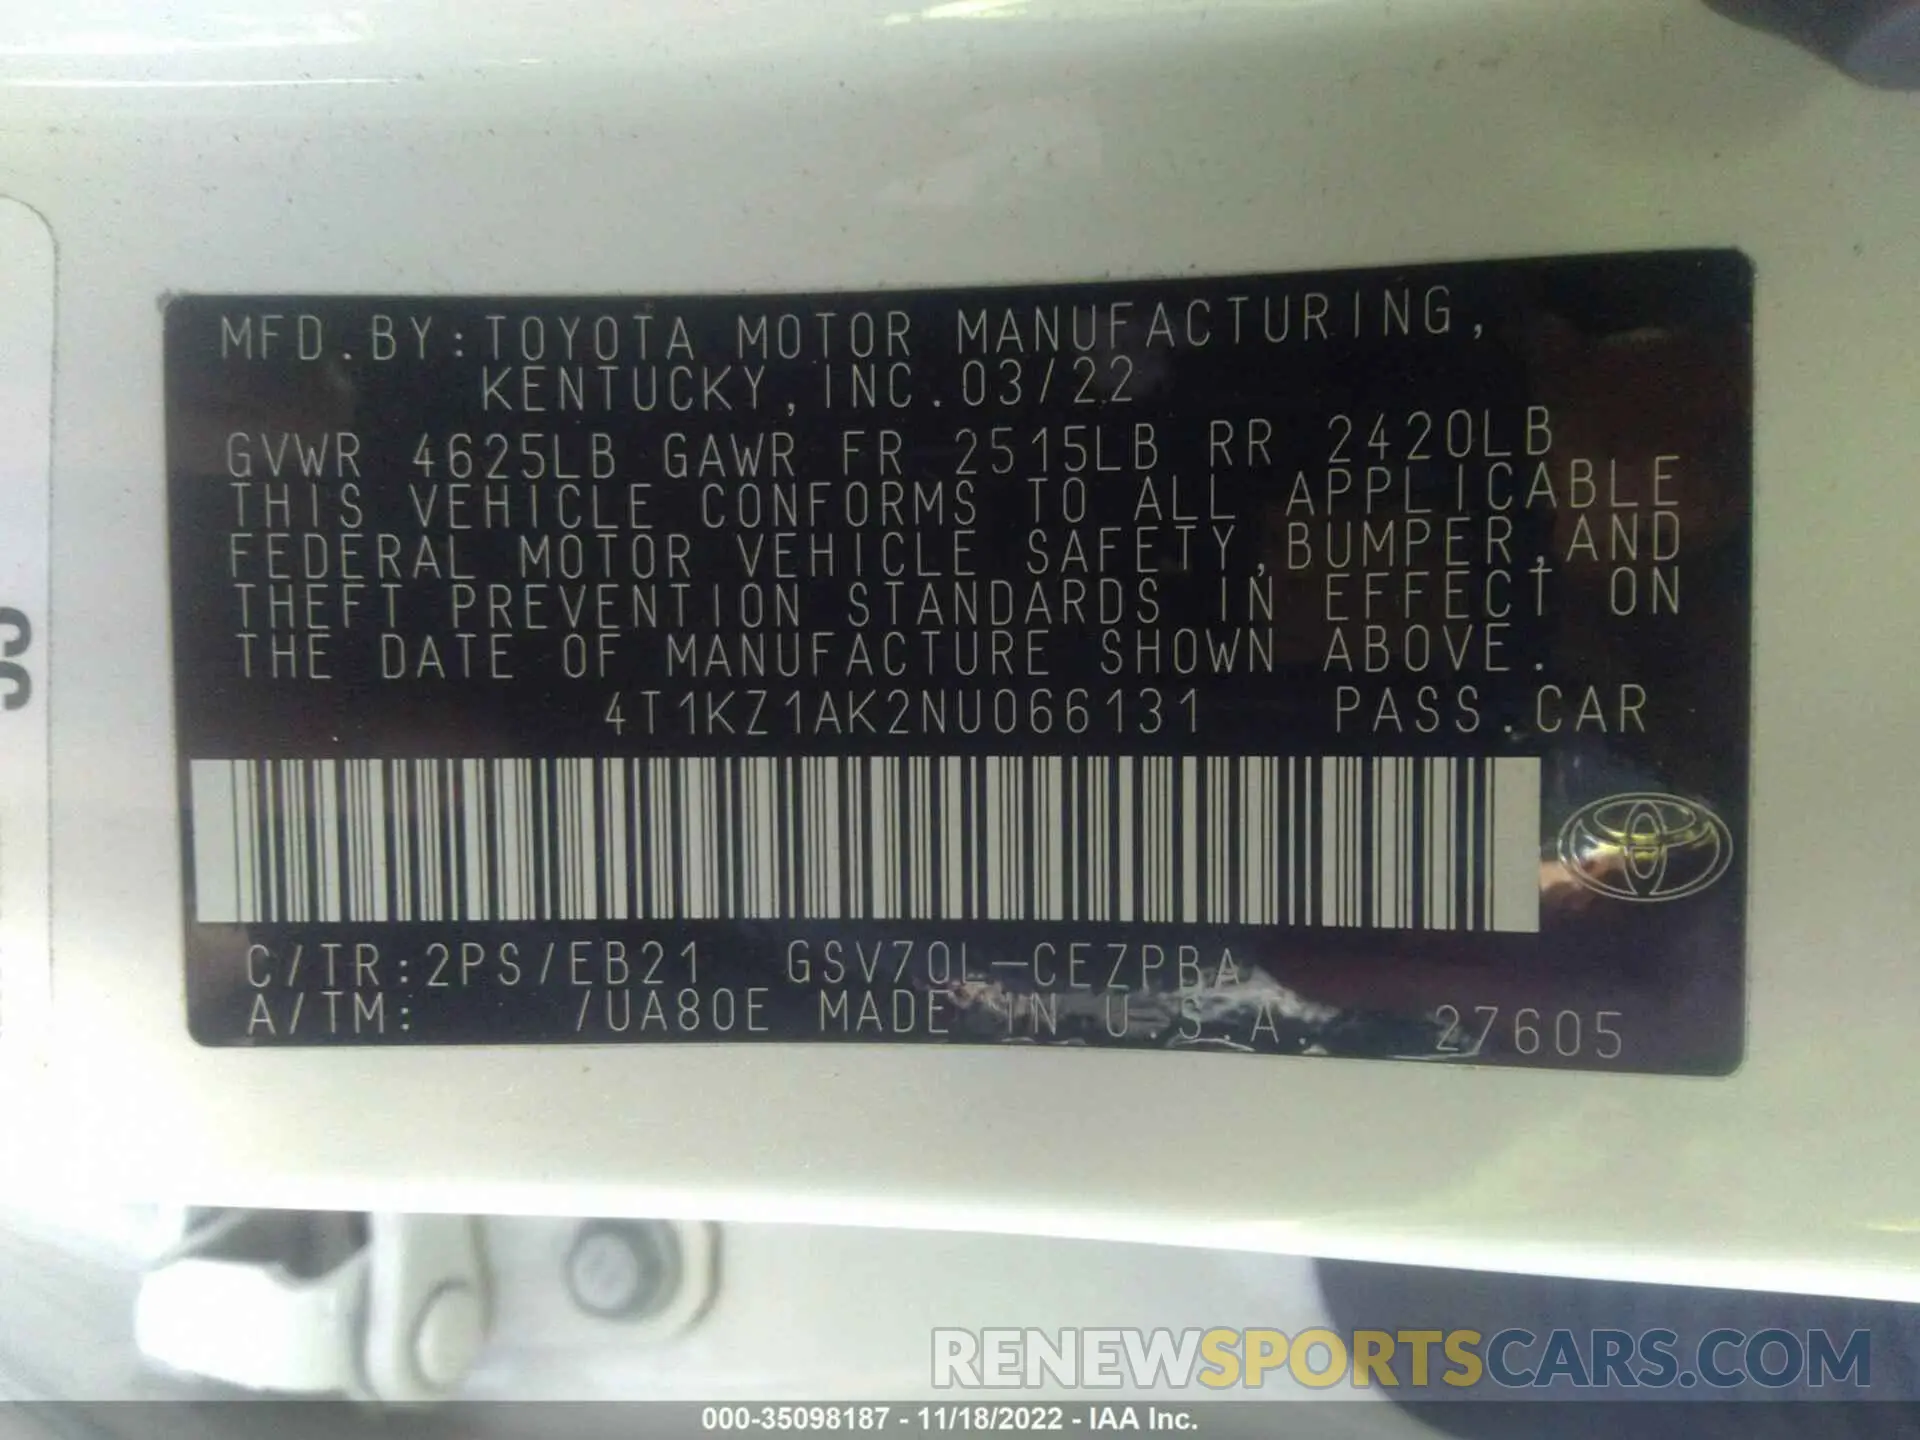 MFD.BY:TOYOTA MOTOR MANUFACTURING,
KENTUCKY, INC.03/22
GVWR 4625LB GAWR FR 2515LB RR 2420LB
THIS VEHICLE CONFORMS TO ALL APPLICABLE
FEDERAL MOTOR VEHICLE SAFETY,BUMPER,AND
THEFT PREVENTION STANDARDS IN EFFECT ON
THE DATE OF MANUFACTURE SHOWN ABOVE.
4T1KZ1AK2NU066131 PASS.CAR
C/TR:2PS/EB21 GSV70L-CEZPBA
A/TM: /UA80E MADE IN U.S.A. 27605
RENEWSPORTSCARS.COM
000-35098187 - 11/18/2022 - IAA Inc.